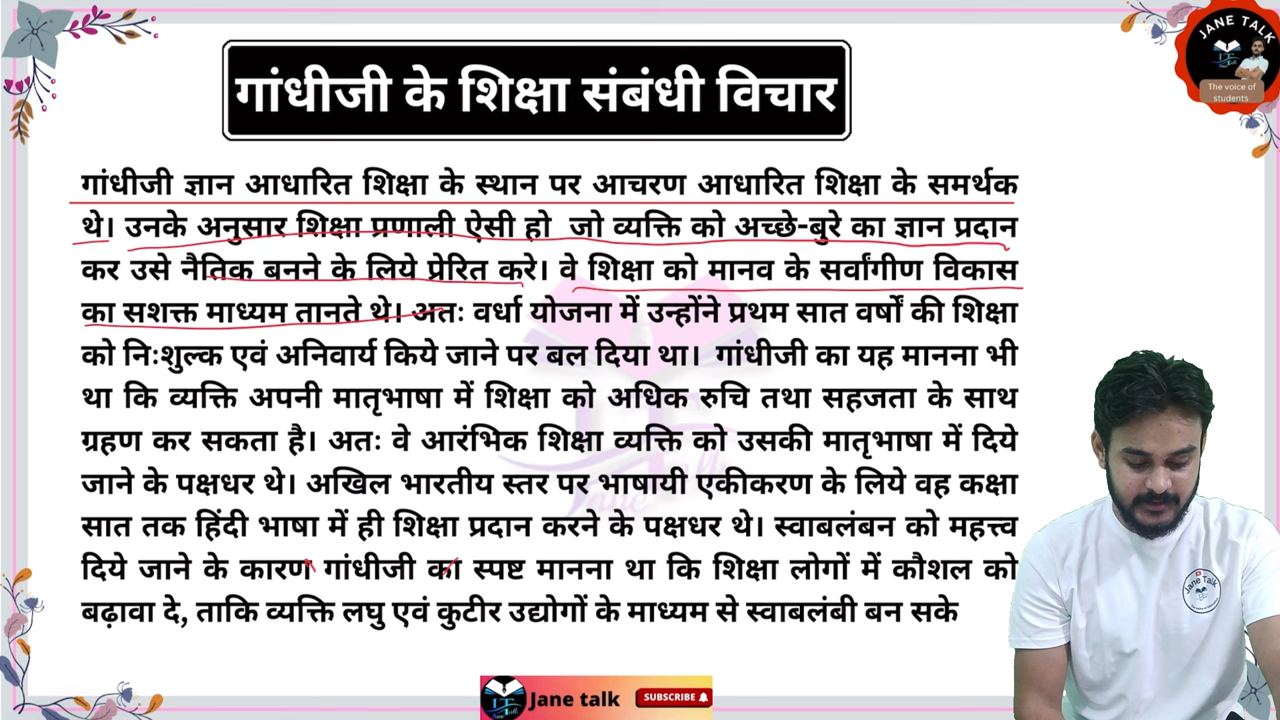 गांधीजी के शिक्षा संबंधी विचार
JANE TALK
The voice of
students
गांधीजी ज्ञान आधारित शिक्षा के स्थान पर आचरण आधारित शिक्षा के समर्थक
थे। उनके अनुसार शिक्षा प्रणाली ऐसी हो जो व्यक्ति को अच्छे-बुरे का ज्ञान प्रदान
कर उसे नैतिक बनने के लिये प्रेरित करे। वे शिक्षा को मानव के सर्वांगीण विकास
का सशक्त माध्यम तानते थे। अतः वर्धा योजना में उन्होंने प्रथम सात वर्षों की शिक्षा
को निःशुल्क एवं अनिवार्य किये जाने पर बल दिया था। गांधीजी का यह मानना भी
था कि व्यक्ति अपनी मातृभाषा में शिक्षा को अधिक रुचि तथा सहजता के साथ
ग्रहण कर सकता है। अतः वे आरंभिक शिक्षा व्यक्ति को उसकी मातृभाषा में दिये
जाने के पक्षधर थे। अखिल भारतीय स्तर पर भाषायी एकीकरण के लिये वह कक्षा
सात तक हिंदी भाषा में ही शिक्षा प्रदान करने के पक्षधर थे। स्वाबलंबन को महत्त्व
दिये जाने के कारण गांधीजी का स्पष्ट मानना था कि शिक्षा लोगों में कौशल को
बढ़ावा दे, ताकि व्यक्ति लघु एवं कुटीर उद्योगों के माध्यम से स्वाबलंबी बन सके
Jane Talk
Jane talk
SUBSCRIBE